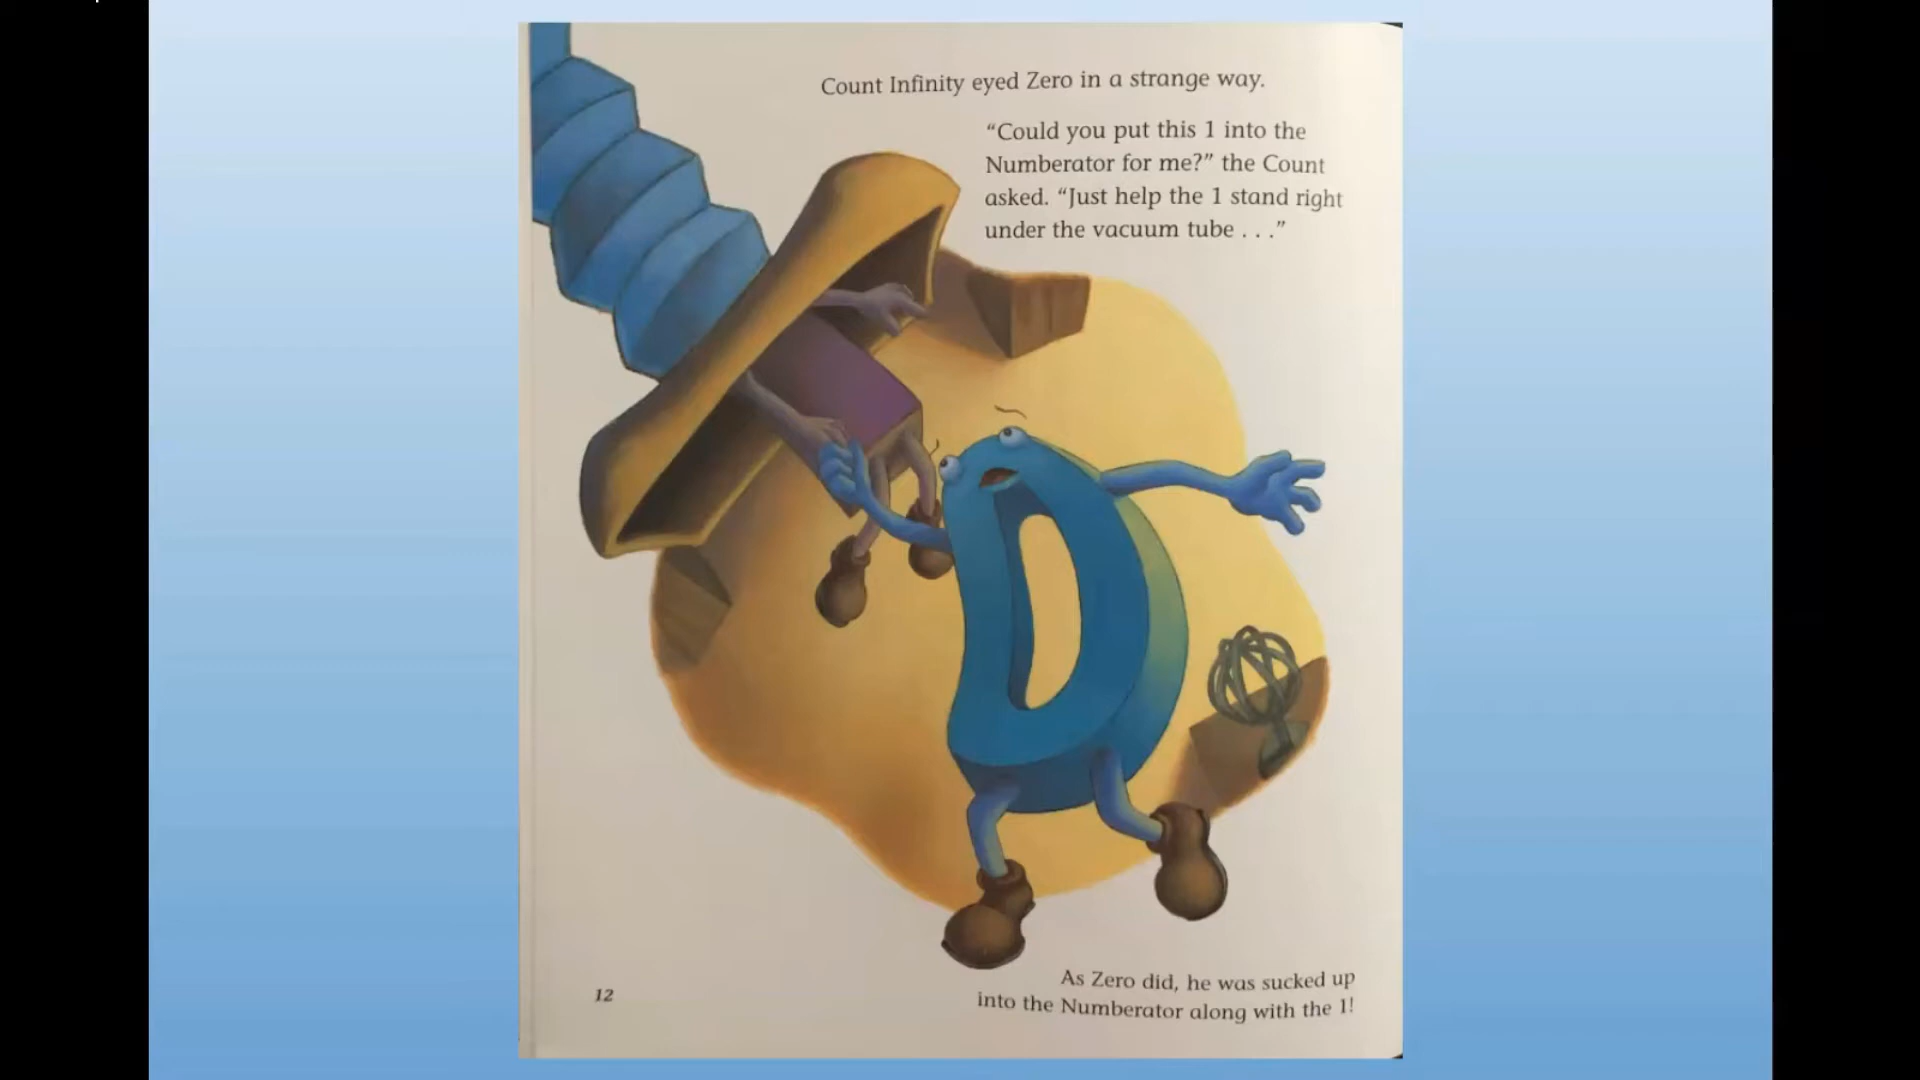 Count Infinity eyed Zero in a strange way.
“Could you put this 1 into the
Numberator for me?” the Count
asked. “Just help the 1 stand right
under the vacuum tube . . .”
As Zero did, he was sucked up
into the Numberator along with the 1!
12